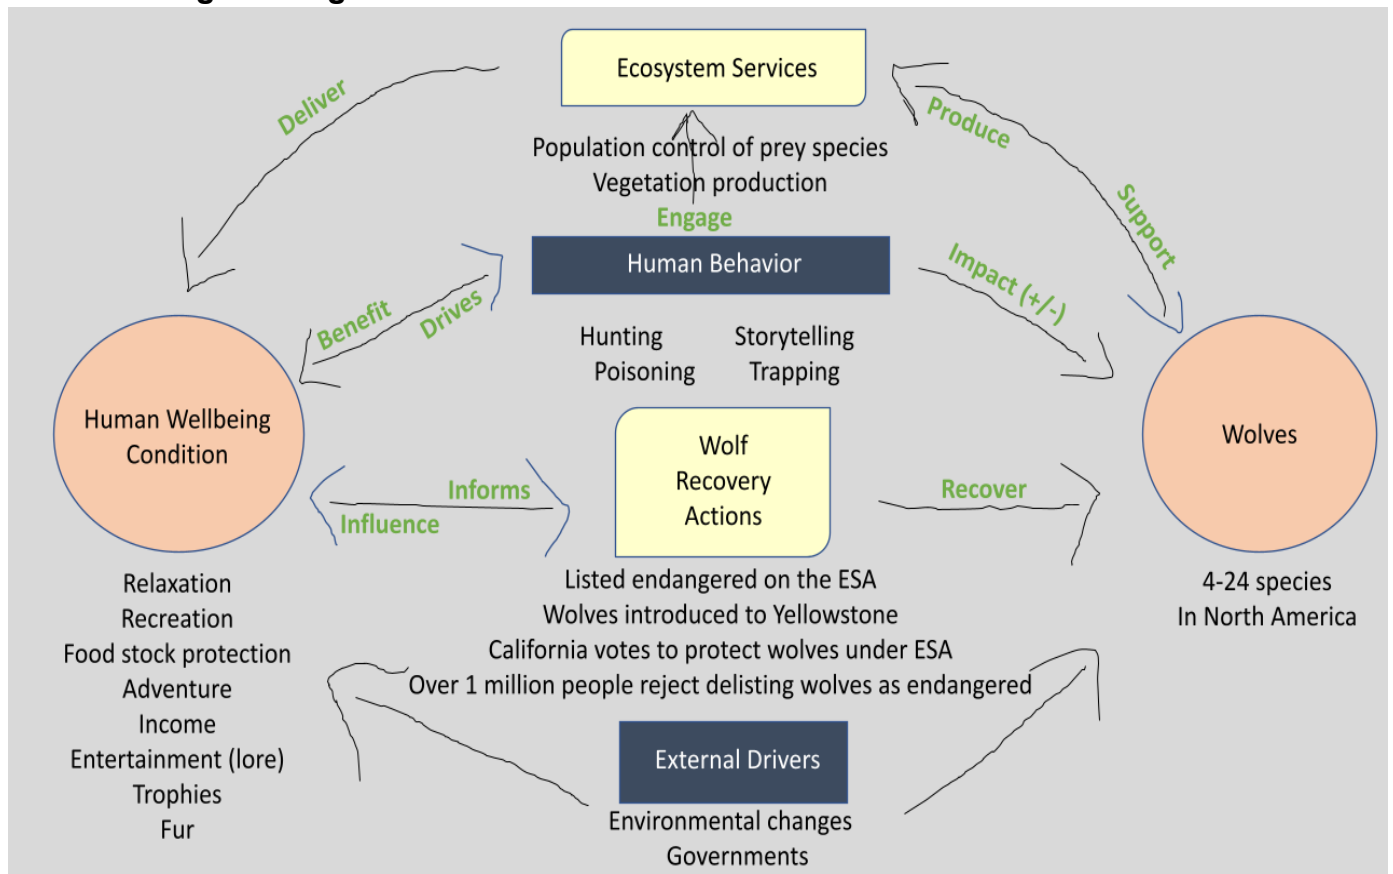 Ecosystem Services
Deliver
Produce
Population control of prey species
Vegetation production
Engage
Support
Human Behavior
Impact (+/-)
Benefit
Drives
Hunting Storytelling
Poisoning Trapping
Human Wellbeing
Condition
Wolf
Recovery
Actions
Wolves
Informs
Influence
Recover
Relaxation
Recreation
Food stock protection
Adventure
Income
Entertainment (lore)
Trophies
Fur
Listed endangered on the ESA
Wolves introduced to Yellowstone
California votes to protect wolves under ESA
Over 1 million people reject delisting wolves as endangered
4-24 species
In North America
External Drivers
Environmental changes
Governments